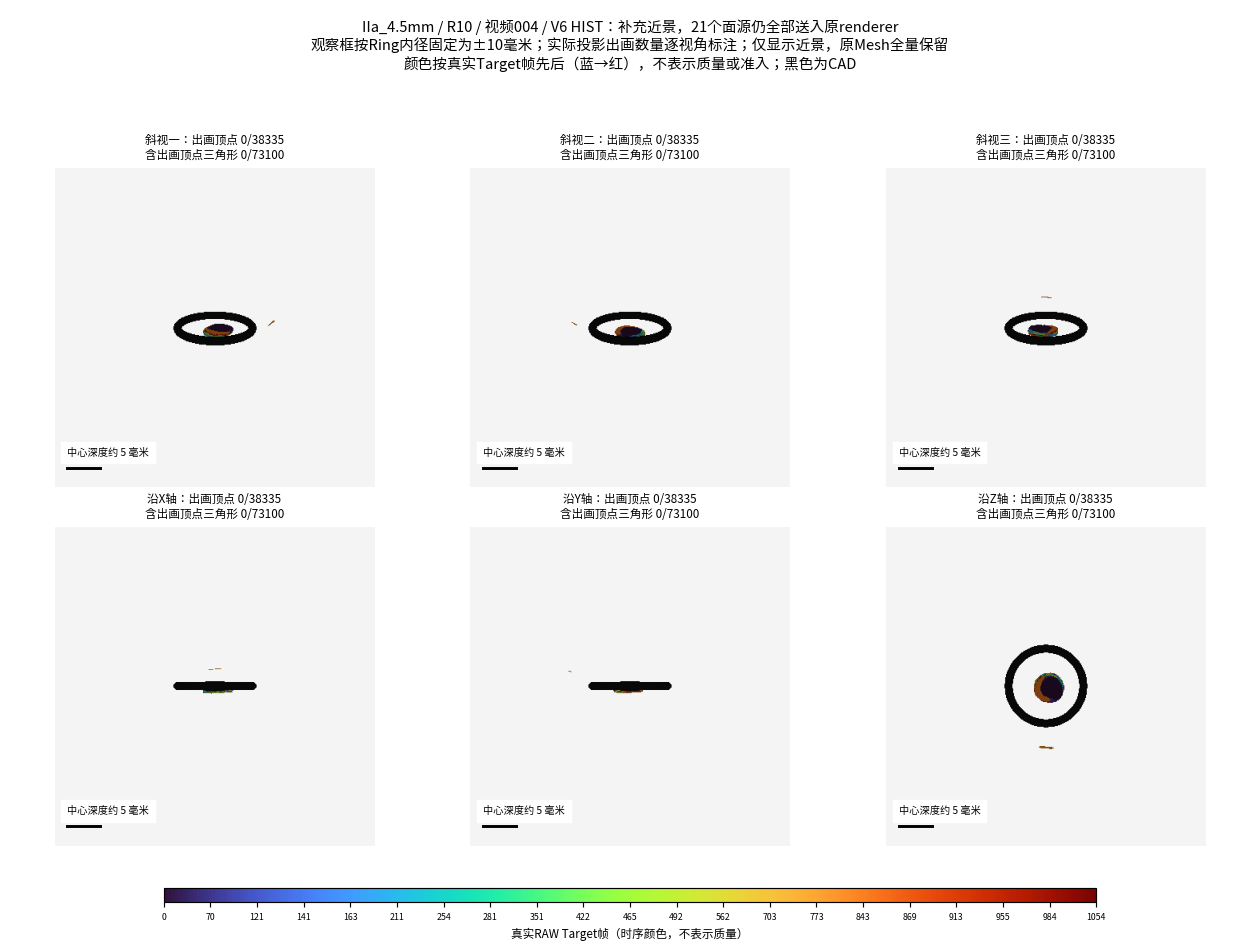 IIa_4.5mm / R10 / 视频004 / V6 HIST：补充近景，21个面源仍全部送入原renderer
观察框按Ring内径固定为±10毫米；实际投影出画数量逐视角标注；仅显示近景，原Mesh全量保留
颜色按真实Target帧先后（蓝→红），不表示质量或准入；黑色为CAD
斜视一：出画顶点 0/38335
含出画顶点三角形 0/73100
斜视二：出画顶点 0/38335
含出画顶点三角形 0/73100
斜视三：出画顶点 0/38335
含出画顶点三角形 0/73100
中心深度约 5 毫米
中心深度约 5 毫米
中心深度约 5 毫米
沿X轴：出画顶点 0/38335
含出画顶点三角形 0/73100
沿Y轴：出画顶点 0/38335
含出画顶点三角形 0/73100
沿Z轴：出画顶点 0/38335
含出画顶点三角形 0/73100
中心深度约 5 毫米
中心深度约 5 毫米
中心深度约 5 毫米
0 70 121 141 163 211 254 281 351 422 465 492 562 703 773 843 869 913 955 984 1054
真实RAW Target帧（时序颜色，不表示质量）